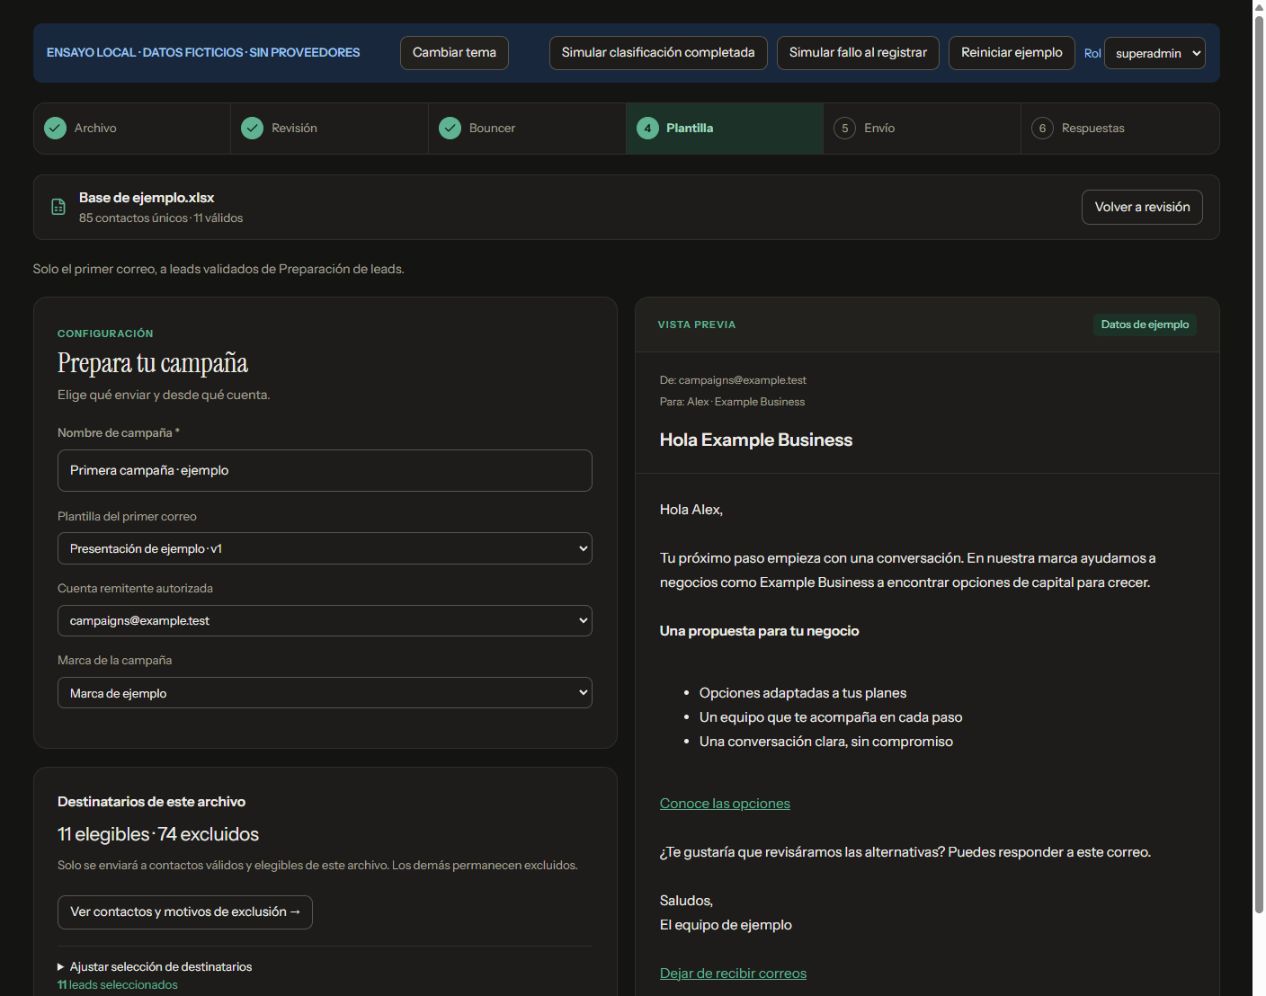 ENSAYO LOCAL · DATOS FICTICIOS · SIN PROVEEDORES
Cambiar tema
Simular clasificación completada
Simular fallo al registrar
Reiniciar ejemplo
Rol
superadmin
Archivo
Revisión
Bouncer
4 Plantilla
5 Envío
6 Respuestas
Base de ejemplo.xlsx
85 contactos únicos · 11 válidos
Volver a revisión
Solo el primer correo, a leads validados de Preparación de leads.
CONFIGURACIÓN
Prepara tu campaña
Elige qué enviar y desde qué cuenta.
Nombre de campaña *
Primera campaña · ejemplo
Plantilla del primer correo
Presentación de ejemplo · v1
Cuenta remitente autorizada
campaigns@example.test
Marca de la campaña
Marca de ejemplo
Destinatarios de este archivo
11 elegibles · 74 excluidos
Solo se enviará a contactos válidos y elegibles de este archivo. Los demás permanecen excluidos.
Ver contactos y motivos de exclusión →
Ajustar selección de destinatarios
11 leads seleccionados
VISTA PREVIA
Datos de ejemplo
De: campaigns@example.test
Para: Alex · Example Business
Hola Example Business
Hola Alex,
Tu próximo paso empieza con una conversación. En nuestra marca ayudamos a
negocios como Example Business a encontrar opciones de capital para crecer.
Una propuesta para tu negocio
• Opciones adaptadas a tus planes
• Un equipo que te acompaña en cada paso
• Una conversación clara, sin compromiso
Conoce las opciones
¿Te gustaría que revisáramos las alternativas? Puedes responder a este correo.
Saludos,
El equipo de ejemplo
Dejar de recibir correos